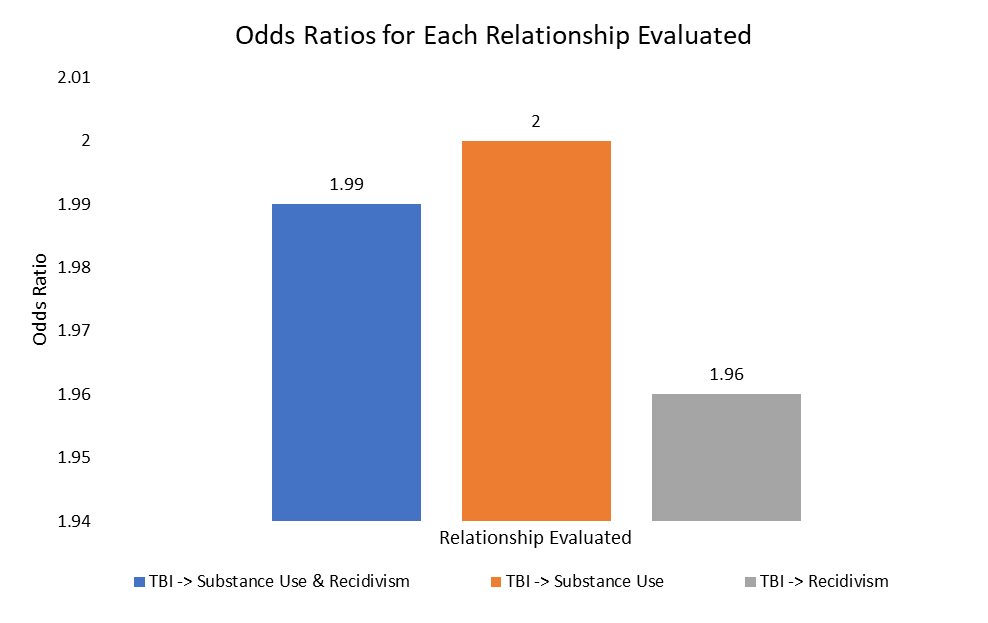 Odds Ratios for Each Relationship Evaluated
2.01
2
1.99
1.98
1.97
1.96
1.95
1.94
Odds Ratio
1.99
2
1.96
Relationship Evaluated
TBI -> Substance Use & Recidivism
TBI -> Substance Use
TBI -> Recidivism